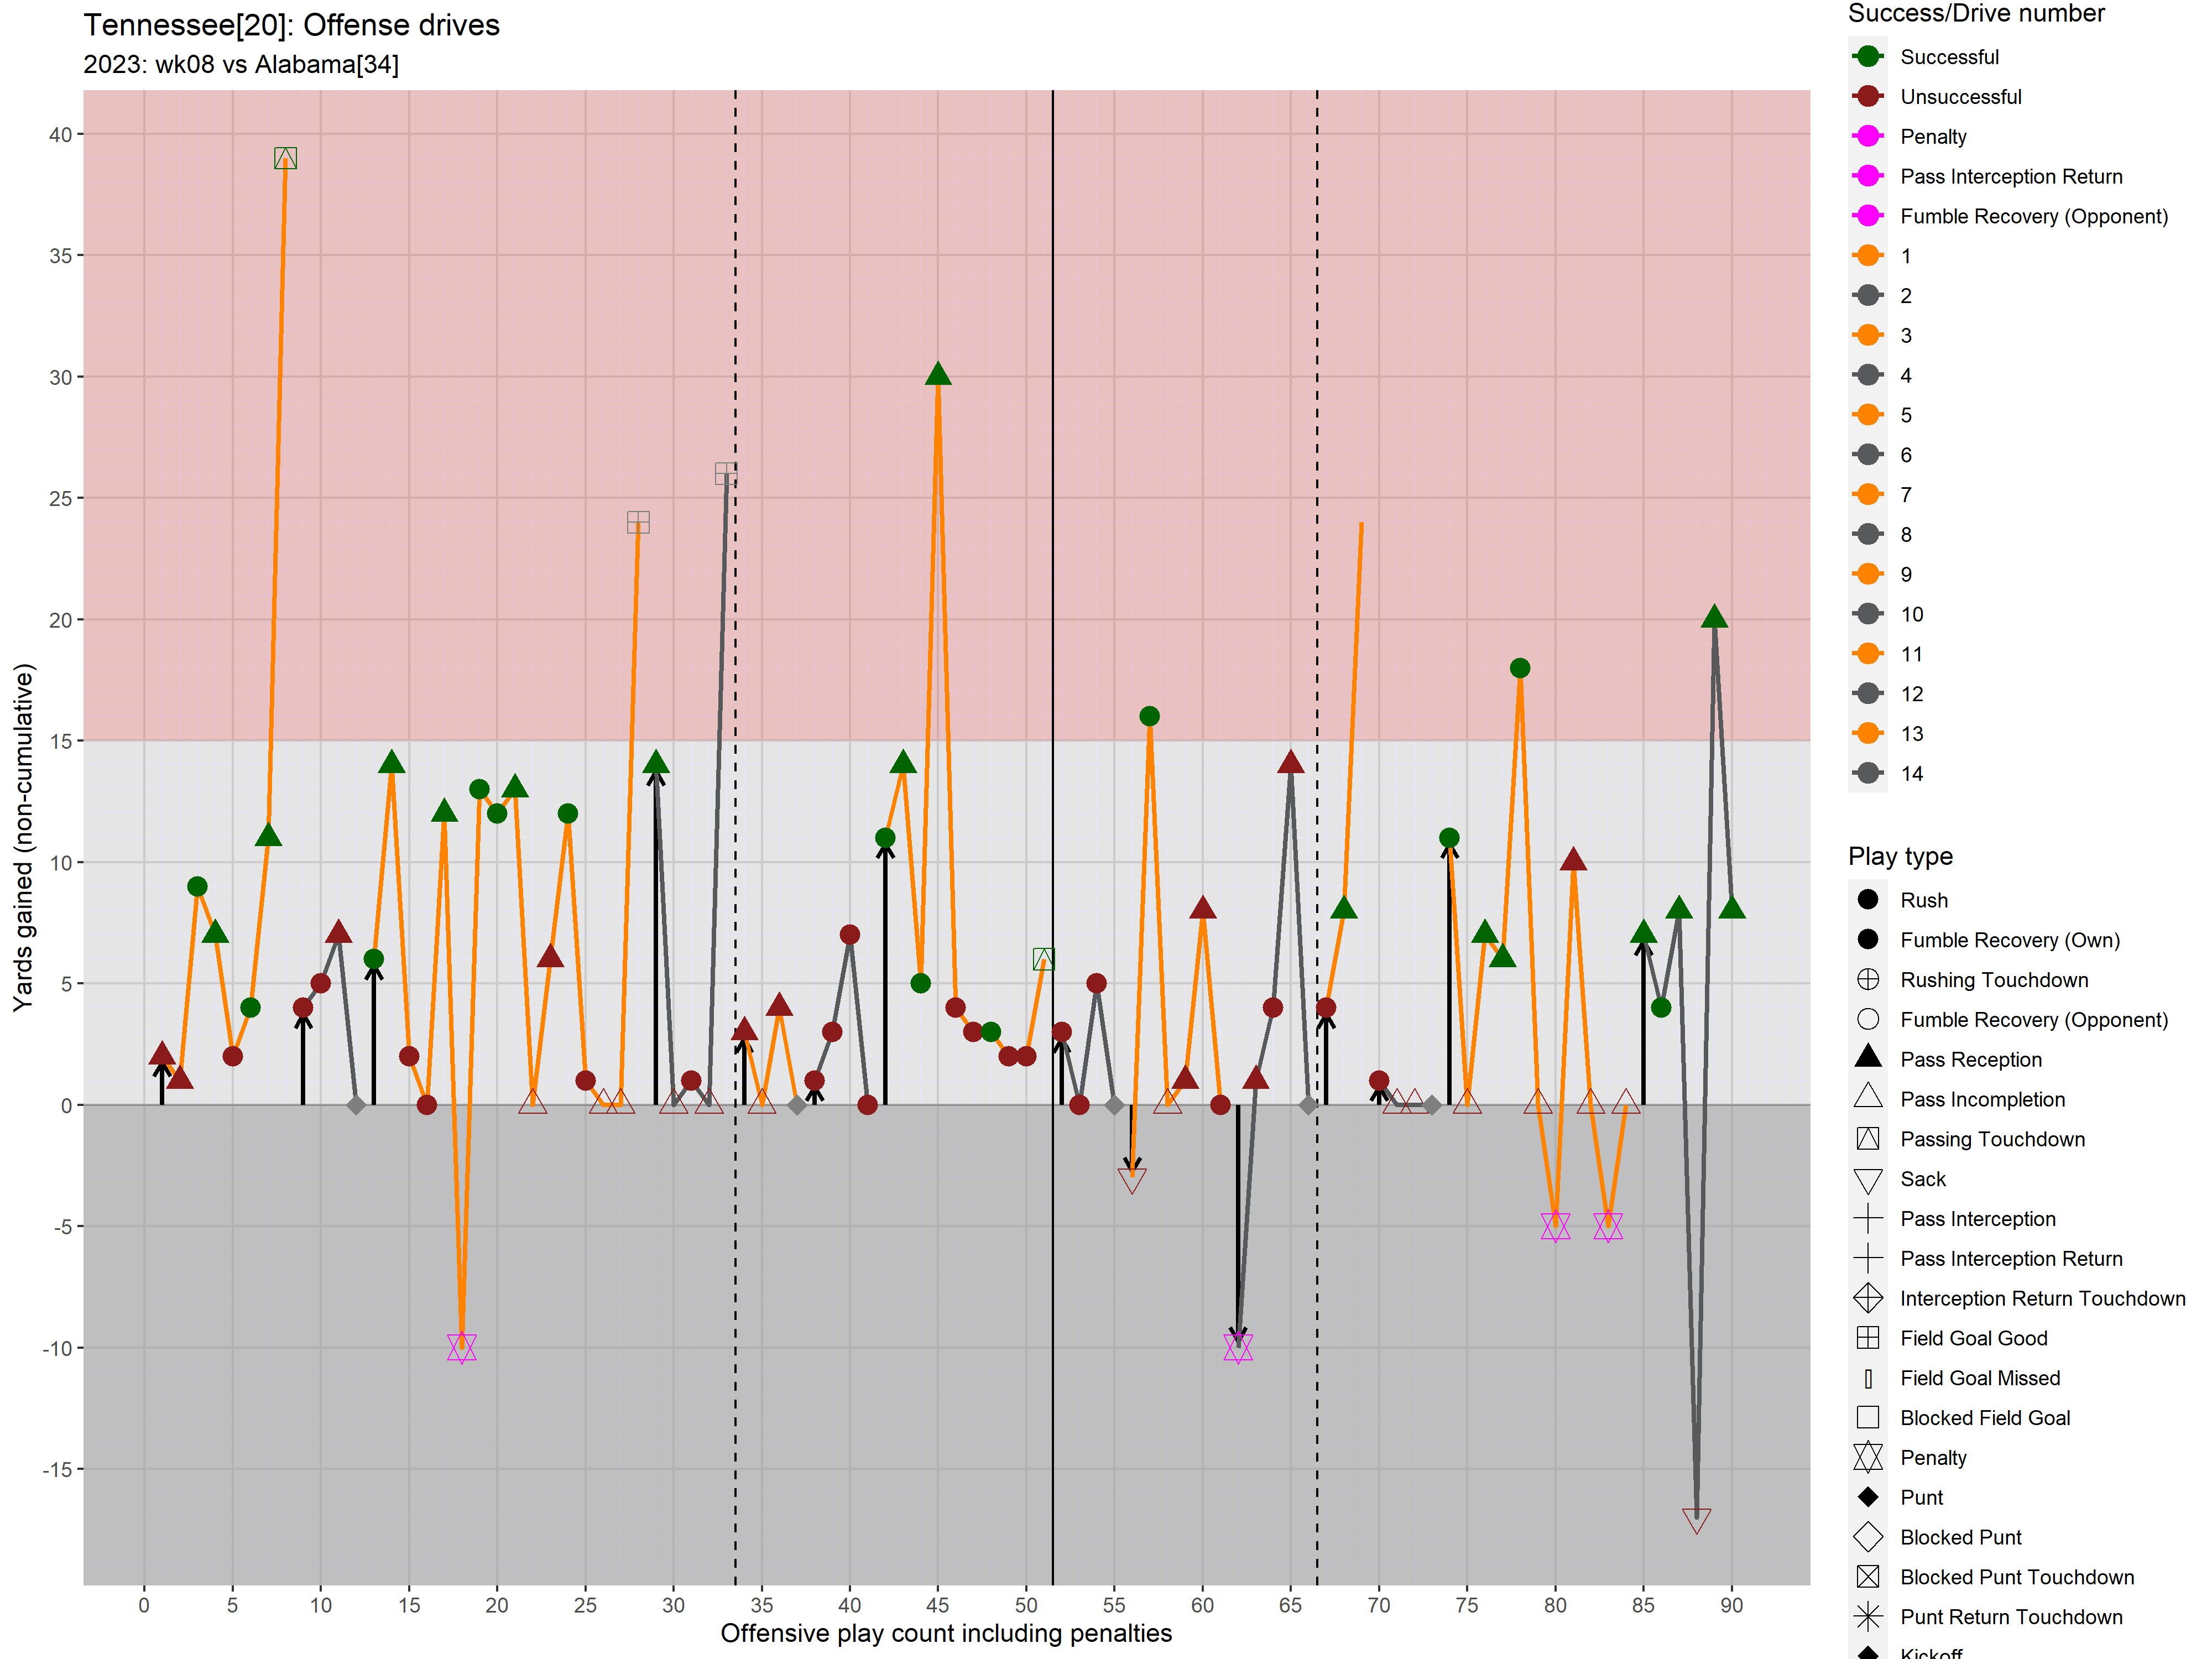 Tennessee[20]: Offense drives
2023: wk08 vs Alabama[34]
Yards gained (non-cumulative)
40
35
30
25
20
15
10
5
0
-5
-10
-15
0 5 10 15 20 25 30 35 40 45 50 55 60 65 70 75 80 85 90
Offensive play count including penalties
Success/Drive number
Successful
Unsuccessful
Penalty
Pass Interception Return
Fumble Recovery (Opponent)
1
2
3
4
5
6
7
8
9
10
11
12
13
14
Play type
Rush
Fumble Recovery (Own)
Rushing Touchdown
Fumble Recovery (Opponent)
Pass Reception
Pass Incompletion
Passing Touchdown
Sack
Pass Interception
Pass Interception Return
Interception Return Touchdown
Field Goal Good
Field Goal Missed
Blocked Field Goal
Penalty
Punt
Blocked Punt
Blocked Punt Touchdown
Punt Return Touchdown
Kickoff